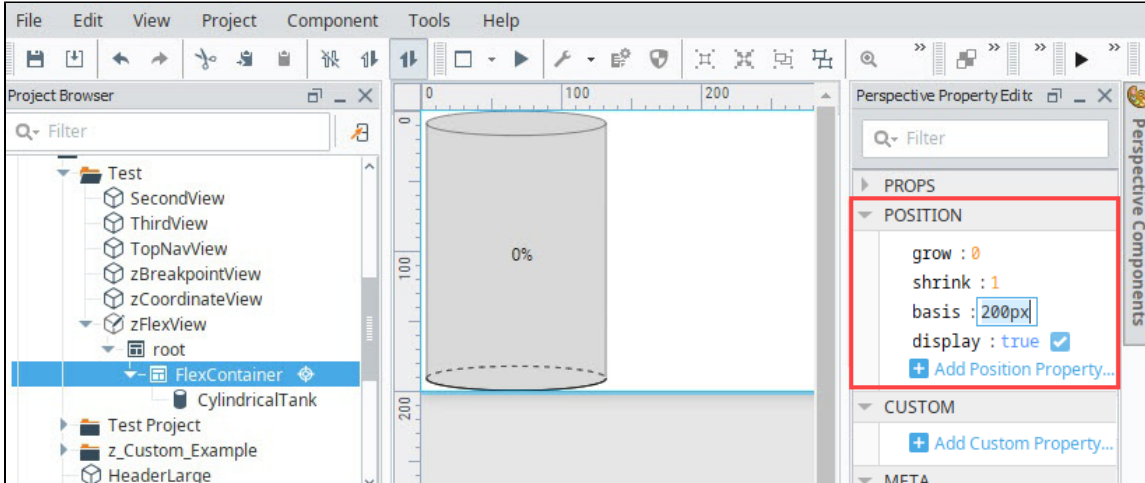 File Edit View Project Component Tools Help
Project Browser
Filter
Test
SecondView
ThirdView
TopNavView
zBreakpointView
zCoordinateView
zFlexView
root
FlexContainer
CylindricalTank
Test Project
z_Custom_Example
HeaderLarge
0 100 200
0
100
200
0%
Perspective Property Editc
Filter
PROPS
POSITION
grow : 0
shrink : 1
basis : 200px
display : true
Add Position Property...
CUSTOM
Add Custom Property...
META
Perspective Components